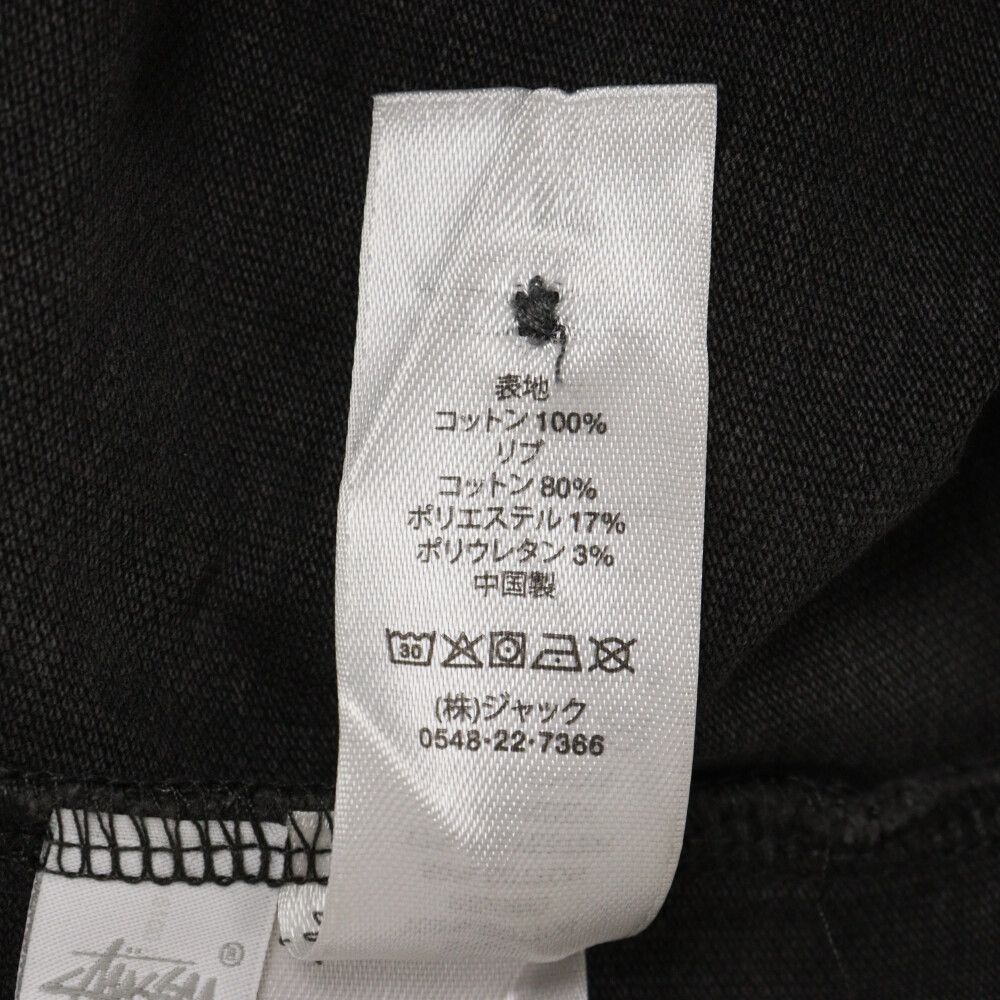 表地
コットン 100%
リブ
コットン 80%
ポリエステル 17%
ポリウレタン 3%
中国製
30
(株)ジャック
0548·22·7366
Stüssy ®